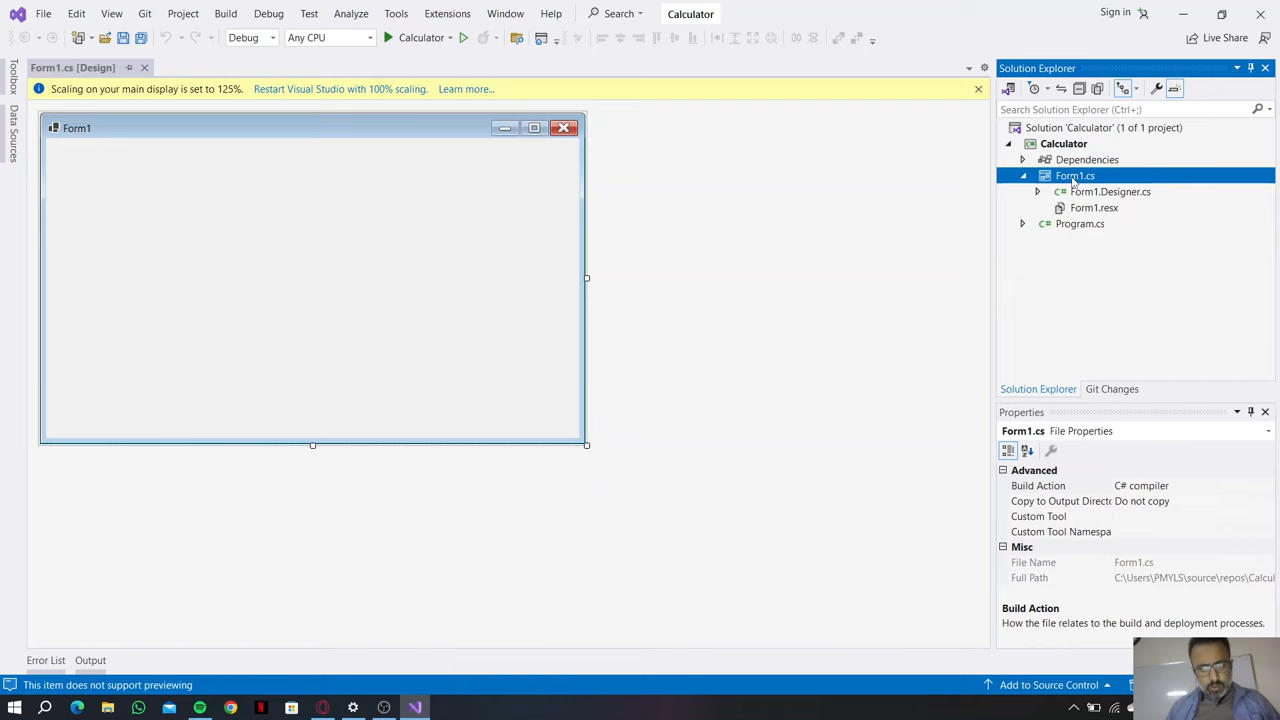 File Edit View Git Project Build Debug Test Analyze Tools Extensions Window Help Search Calculator Sign in
Debug Any CPU Calculator Live Share
Form1.cs [Design]
Scaling on your main display is set to 125%. Restart Visual Studio with 100% scaling. Learn more...
Toolbox
Data Sources
Form1
Solution Explorer
Search Solution Explorer (Ctrl+;)
Solution 'Calculator' (1 of 1 project)
Calculator
Dependencies
Form1.cs
Form1.Designer.cs
Form1.resx
Program.cs
Solution Explorer Git Changes
Properties
Form1.cs File Properties
Advanced
Build Action C# compiler
Copy to Output Directo Do not copy
Custom Tool
Custom Tool Namespa
Misc
File Name Form1.cs
Full Path C:\Users\PMYLS\source\repos\Calcul
Build Action
How the file relates to the build and deployment processes.
Error List Output
This item does not support previewing Add to Source Control